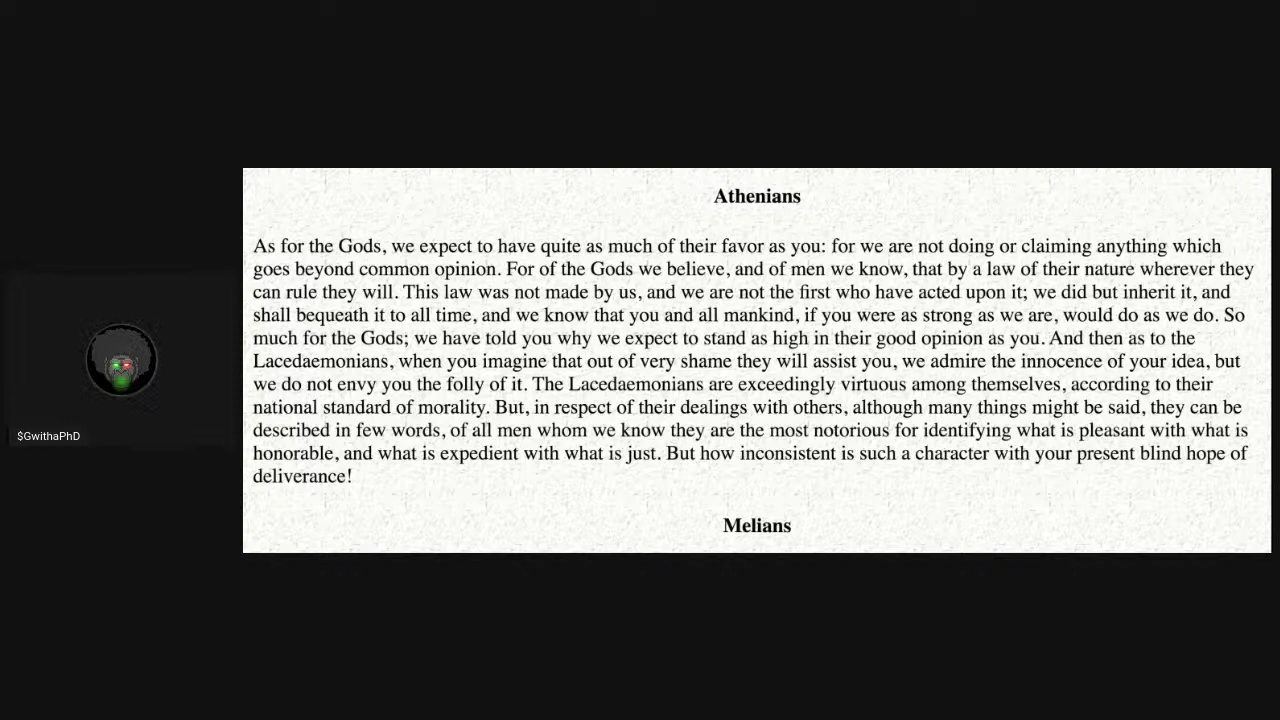 Athenians
As for the Gods, we expect to have quite as much of their favor as you: for we are not doing or claiming anything which
goes beyond common opinion. For of the Gods we believe, and of men we know, that by a law of their nature wherever they
can rule they will. This law was not made by us, and we are not the first who have acted upon it; we did but inherit it, and
shall bequeath it to all time, and we know that you and all mankind, if you were as strong as we are, would do as we do. So
much for the Gods; we have told you why we expect to stand as high in their good opinion as you. And then as to the
Lacedaemonians, when you imagine that out of very shame they will assist you, we admire the innocence of your idea, but
we do not envy you the folly of it. The Lacedaemonians are exceedingly virtuous among themselves, according to their
national standard of morality. But, in respect of their dealings with others, although many things might be said, they can be
described in few words, of all men whom we know they are the most notorious for identifying what is pleasant with what is
honorable, and what is expedient with what is just. But how inconsistent is such a character with your present blind hope of
deliverance!
Melians
$GwithaPhD